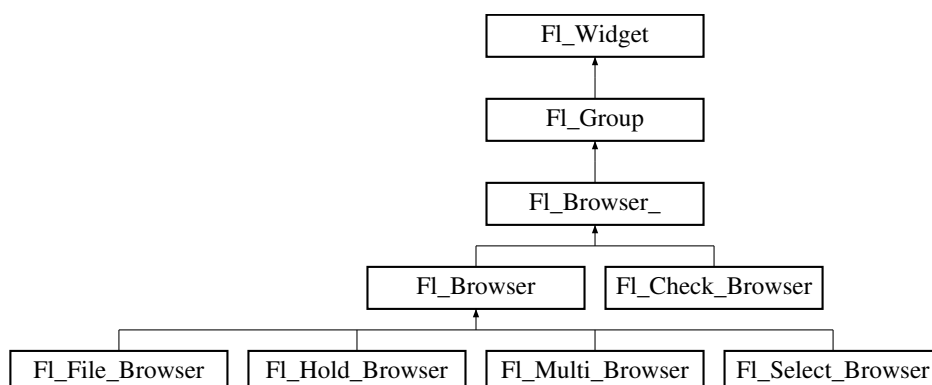 Fl_Widget
Fl_Group
Fl_Browser_
Fl_Browser
Fl_Check_Browser
Fl_File_Browser
Fl_Hold_Browser
Fl_Multi_Browser
Fl_Select_Browser